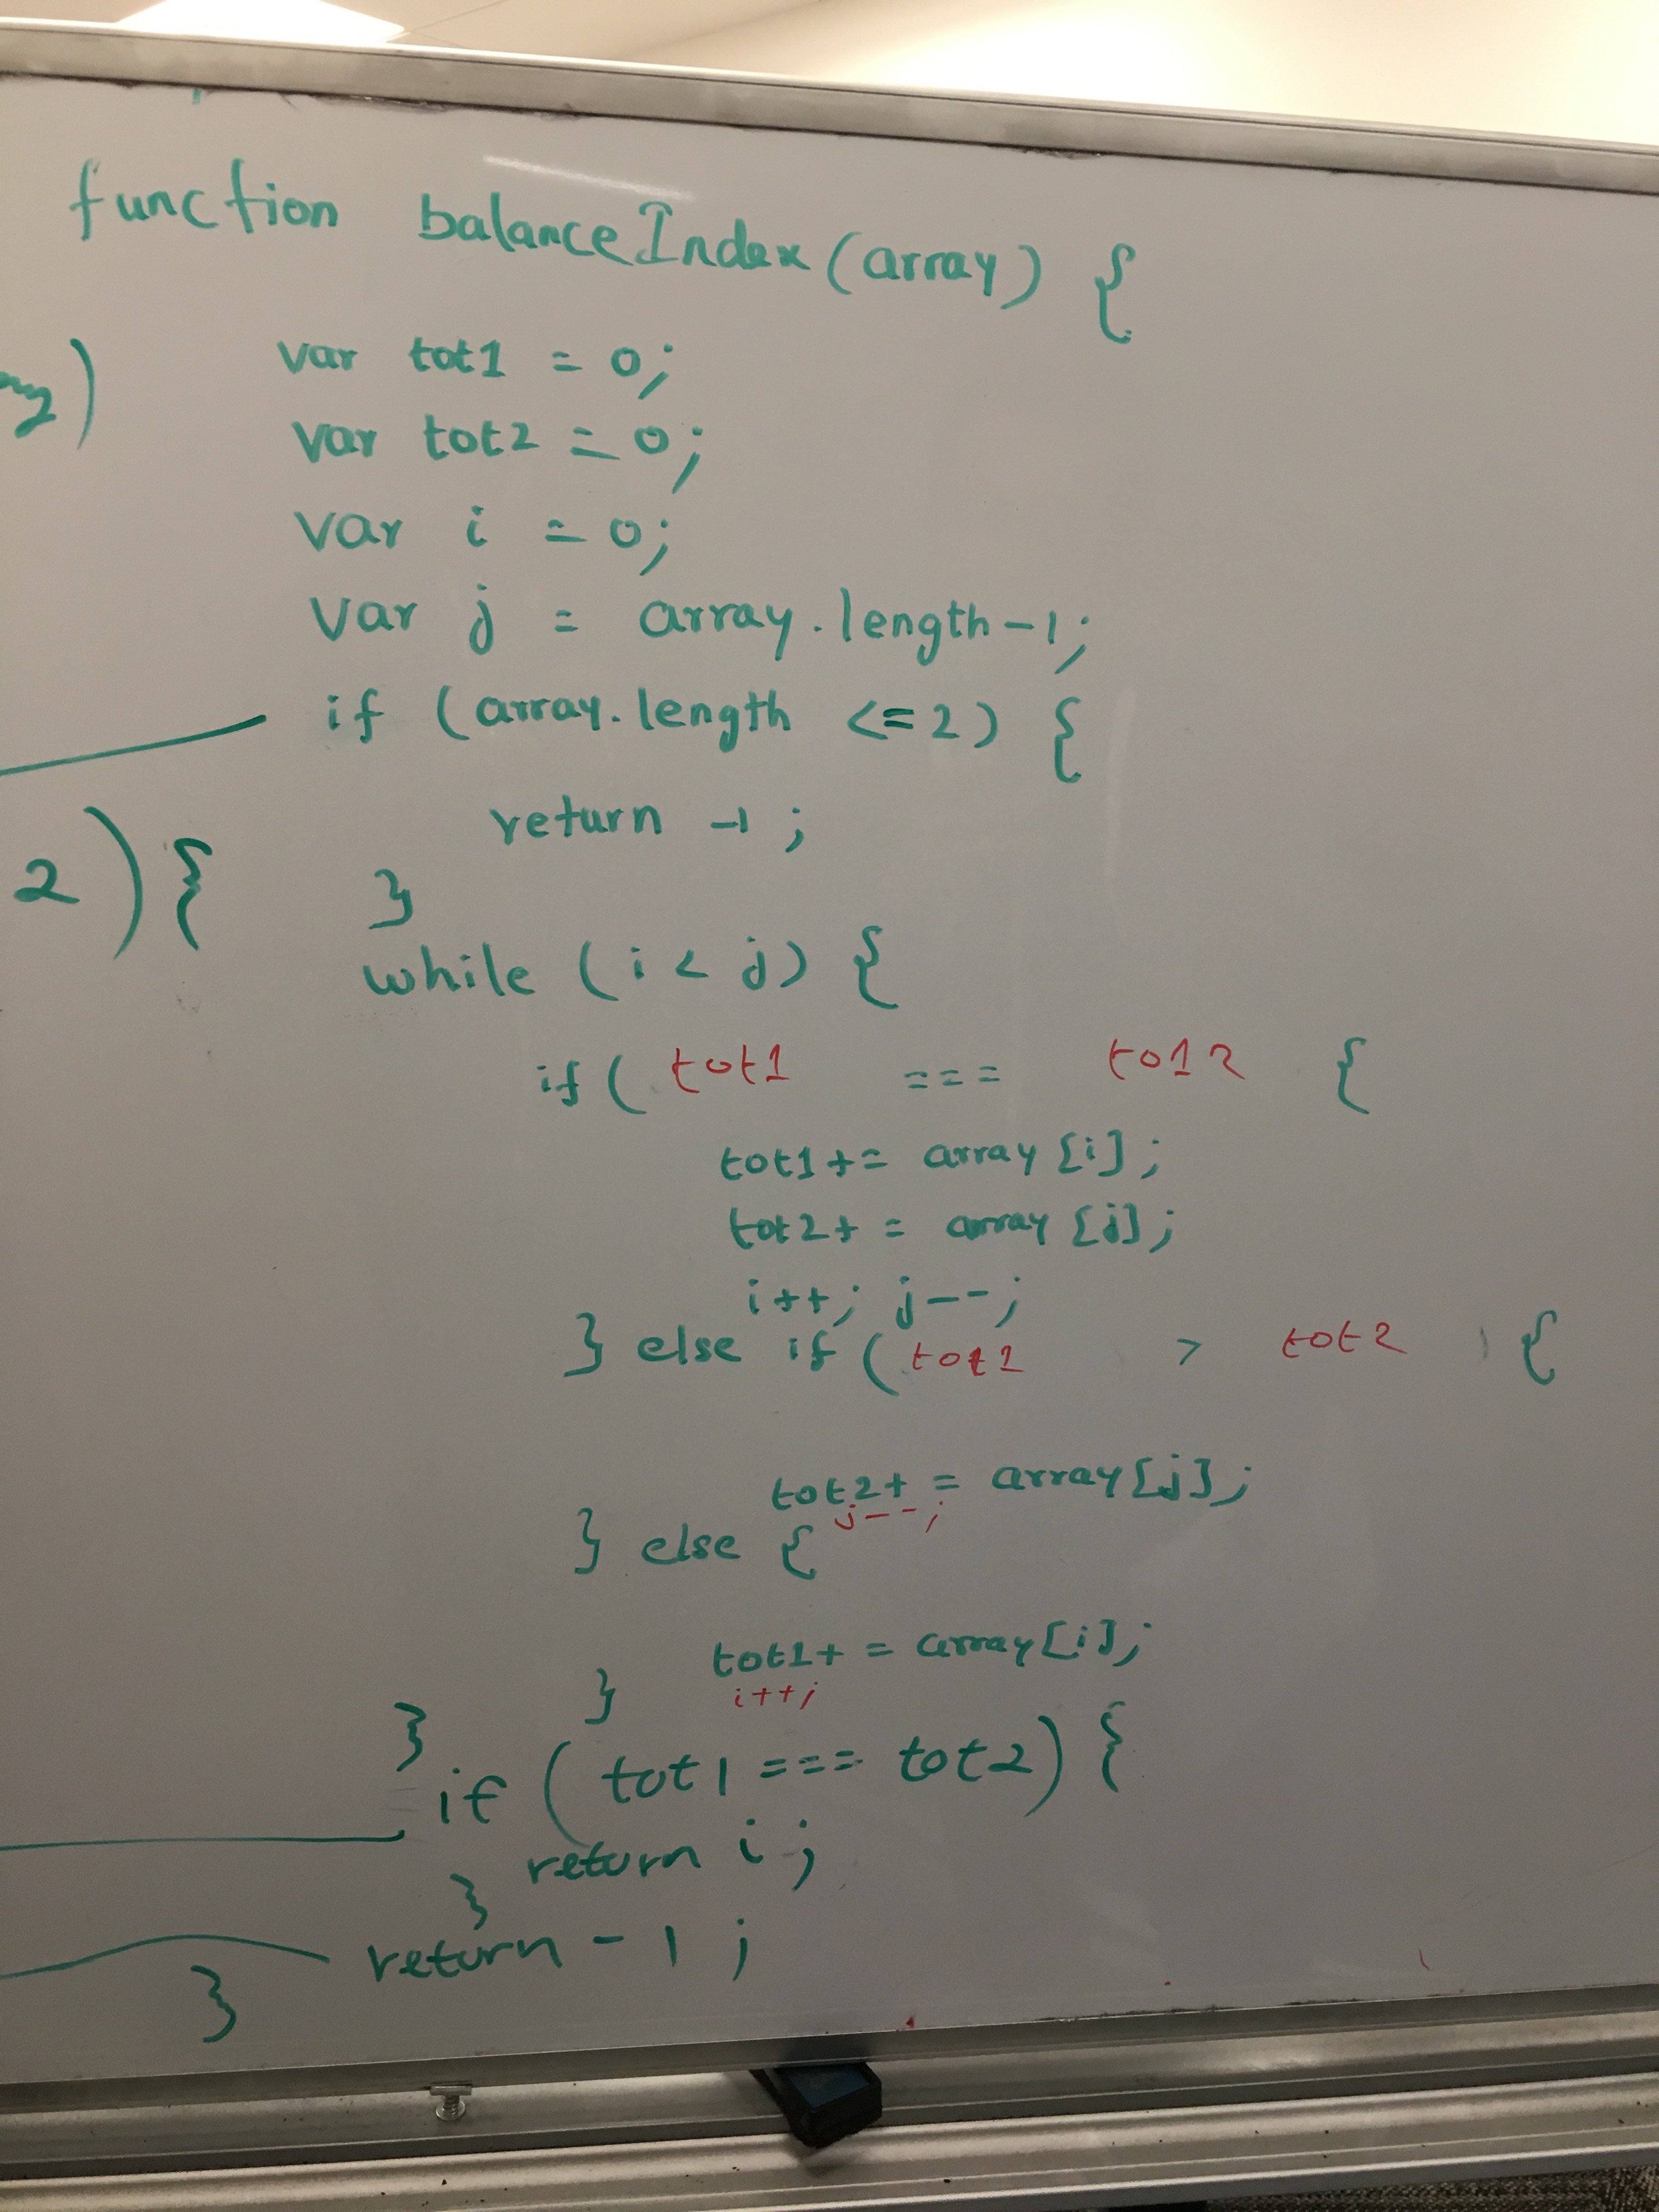 function balanceIndex(array) {
var tot1 = 0;
var tot2 = 0;
var i = 0;
var j = array.length-1;
if (array.length <=2) {
return -1 ;
2) {
}
while (i < j) {
if ( tot1 === to12 {
tot1+= array [i] ;
tot2+ = array [j] ;
i++; j--;
} else if ( tot1 > tot2 ) {
tot2+ = array[j];
j--;
} else {
tot1+ = array[i];
i++;
}
}
if ( tot1 === tot2) {
return i ;
}
return -1 ;
}